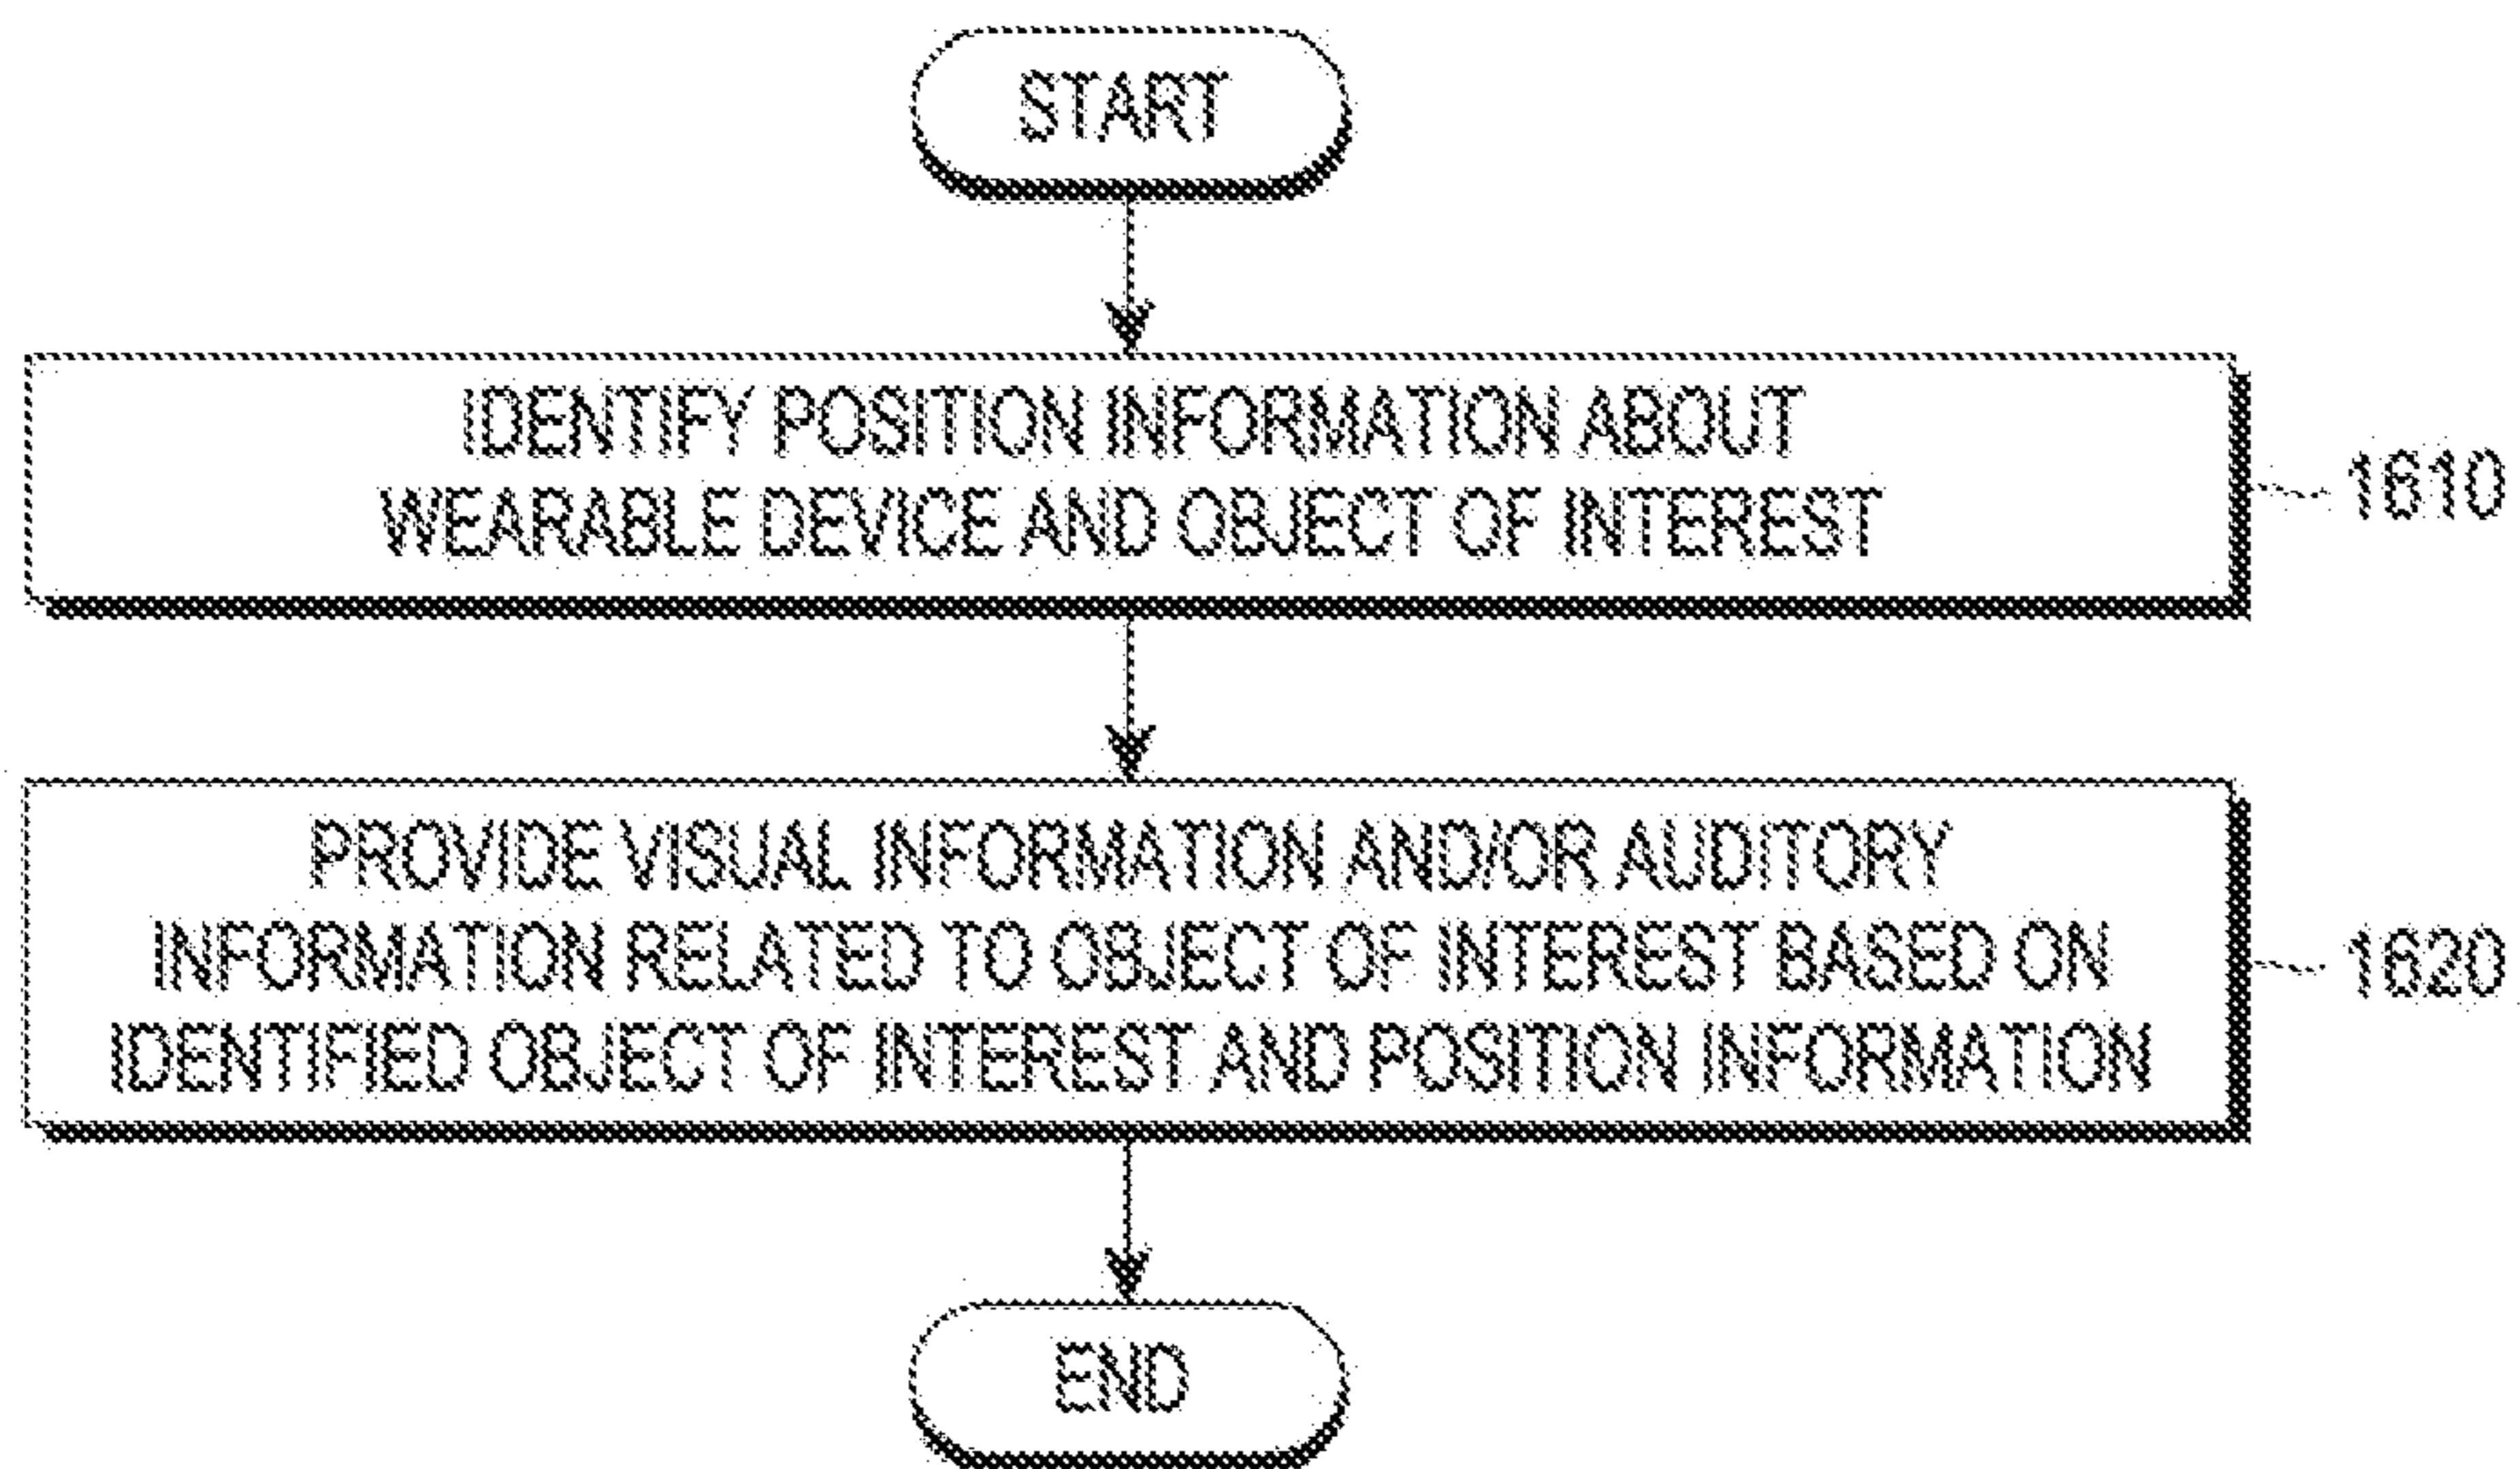 START
IDENTIFY POSITION INFORMATION ABOUT
WEARABLE DEVICE AND OBJECT OF INTEREST
1610
PROVIDE VISUAL INFORMATION AND/OR AUDITORY
INFORMATION RELATED TO OBJECT OF INTEREST BASED ON
IDENTIFIED OBJECT OF INTEREST AND POSITION INFORMATION
1620
END